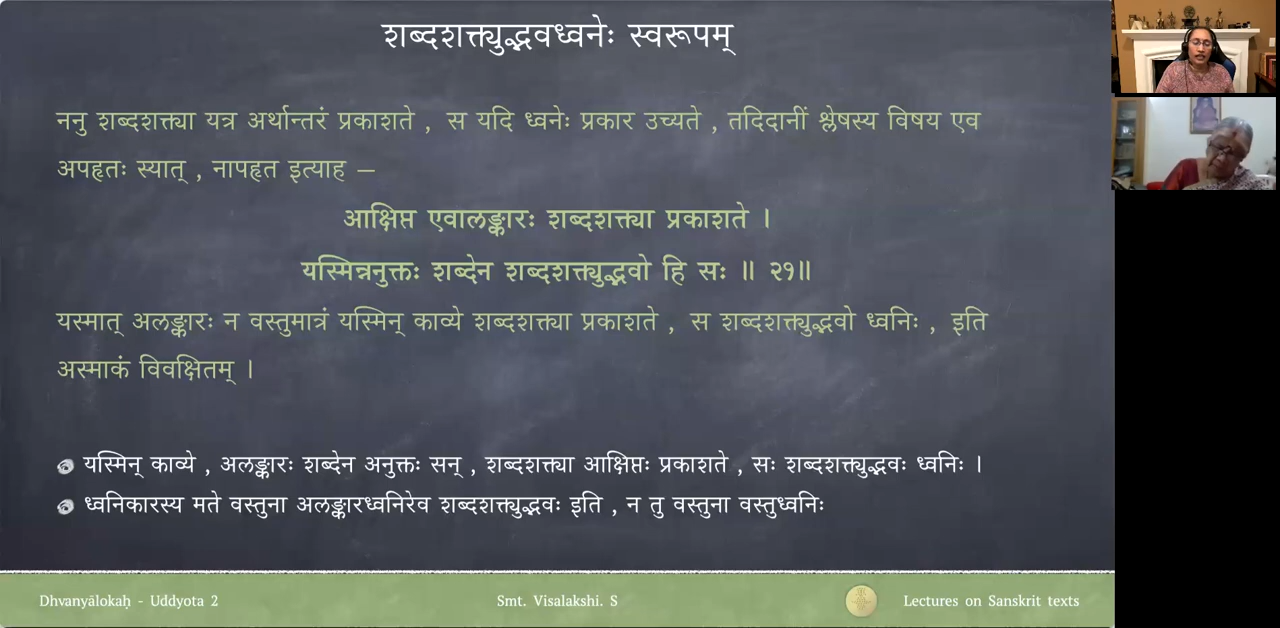 शब्दशक्त्युद्भवध्वनेः स्वरूपम्
ननु शब्दशक्त्या यत्र अर्थान्तरं प्रकाशते , स यदि ध्वनेः प्रकार उच्यते , तदिदानीं श्लेषस्य विषय एव
अपहृतः स्यात् , नापहृत इत्याह –
आक्षिप्त एवालङ्कारः शब्दशक्त्या प्रकाशते ।
यस्मिन्ननुक्तः शब्देन शब्दशक्त्युद्भवो हि सः ॥ २१॥
यस्मात् अलङ्कारः न वस्तुमात्रं यस्मिन् काव्ये शब्दशक्त्या प्रकाशते , स शब्दशक्त्युद्भवो ध्वनिः , इति
अस्माकं विवक्षितम् ।
यस्मिन् काव्ये , अलङ्कारः शब्देन अनुक्तः सन् , शब्दशक्त्या आक्षिप्तः प्रकाशते , सः शब्दशक्त्युद्भवः ध्वनिः ।
ध्वनिकारस्य मते वस्तुना अलङ्कारध्वनिरेव शब्दशक्त्युद्भवः इति , न तु वस्तुना वस्तुध्वनिः
Dhvanyālokaḥ - Uddyota 2
Smt. Visalakshi. S
Lectures on Sanskrit texts